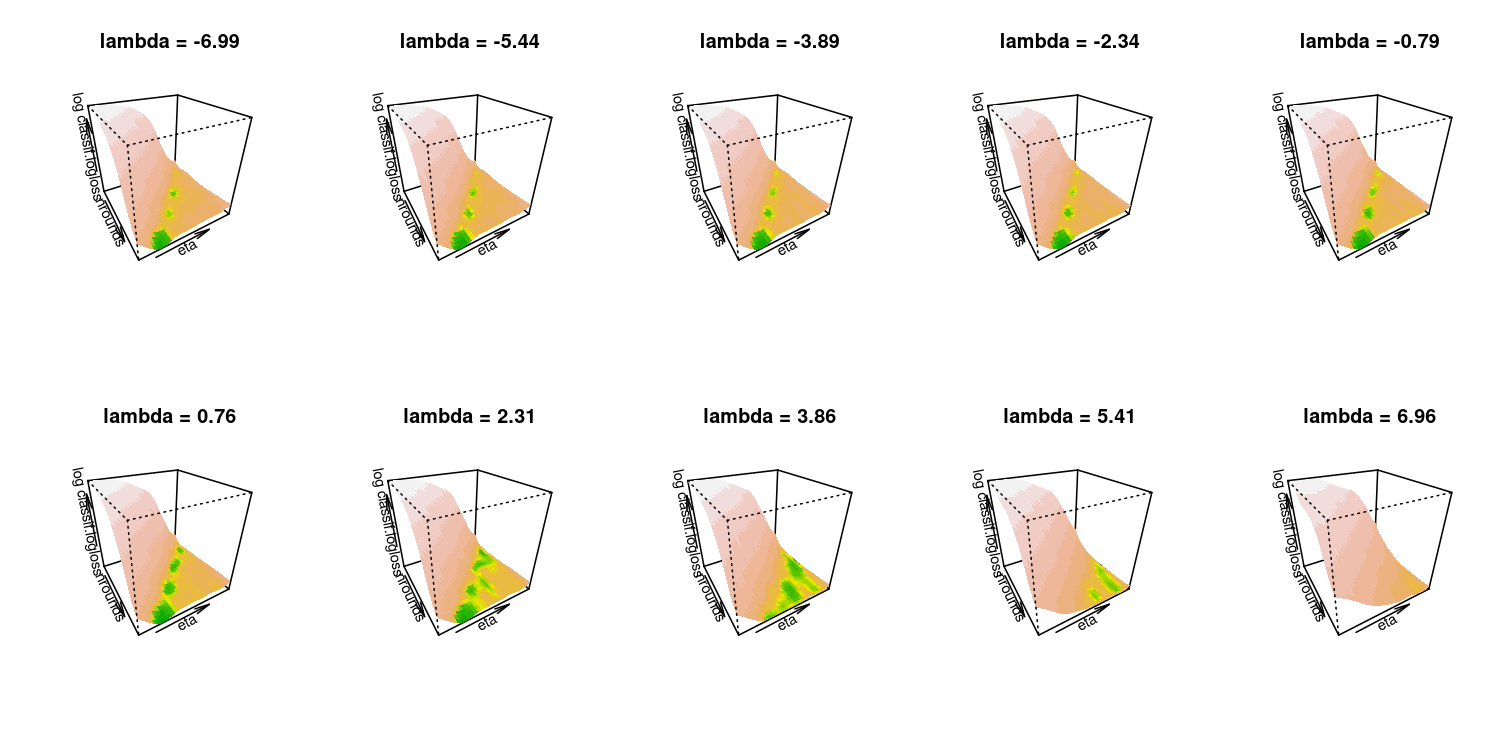 lambda = -6.99
lambda = -5.44
lambda = -3.89
lambda = -2.34
lambda = -0.79
log classif.logloss
nrounds
eta
log classif.logloss
nrounds
eta
log classif.logloss
nrounds
eta
log classif.logloss
nrounds
eta
log classif.logloss
nrounds
eta
lambda = 0.76
lambda = 2.31
lambda = 3.86
lambda = 5.41
lambda = 6.96
log classif.logloss
nrounds
eta
log classif.logloss
nrounds
eta
log classif.logloss
nrounds
eta
log classif.logloss
nrounds
eta
log classif.logloss
nrounds
eta